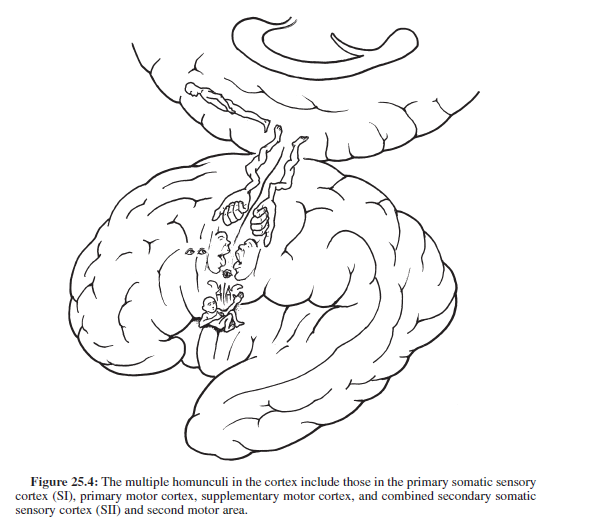 Figure 25.4: The multiple homunculi in the cortex include those in the primary somatic sensory
cortex (SI), primary motor cortex, supplementary motor cortex, and combined secondary somatic
sensory cortex (SII) and second motor area.